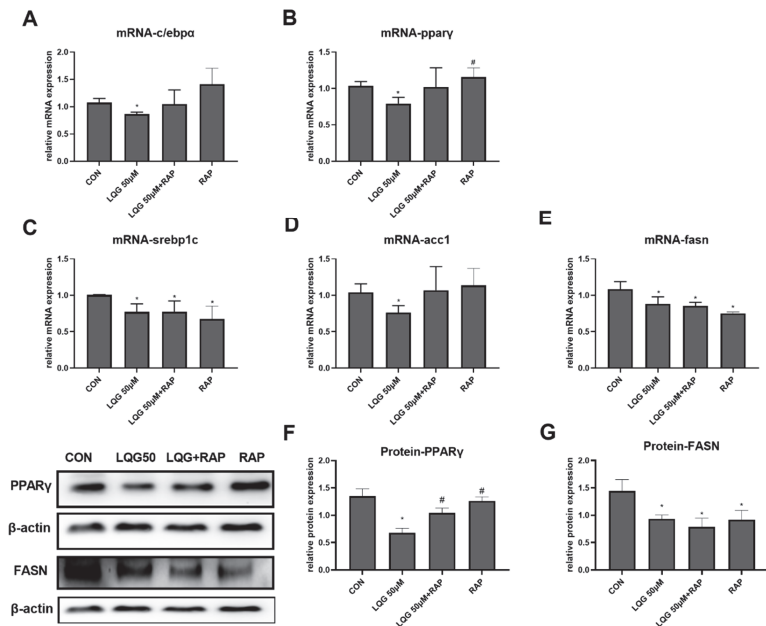 A
mRNA-c/ebpα
relative mRNA expression
2.0
1.5
1.0
0.5
0.0
*
CON
LQG 50μM
LQG 50μM+RAP
RAP
B
mRNA-pparγ
relative mRNA expression
1.5
1.0
0.5
0.0
*
#
CON
LQG 50μM
LQG 50μM+RAP
RAP
C
mRNA-srebp1c
relative mRNA expression
1.5
1.0
0.5
0.0
* * *
CON
LQG 50μM
LQG 50μM+RAP
RAP
D
mRNA-acc1
relative mRNA expression
1.5
1.0
0.5
0.0
*
CON
LQG 50μM
LQG 50μM+RAP
RAP
E
mRNA-fasn
relative mRNA expression
1.5
1.0
0.5
0.0
* * *
CON
LQG 50μM
LQG 50μM+RAP
RAP
CON LQG50 LQG+RAP RAP
PPARγ
β-actin
FASN
β-actin
F
Protein-PPARγ
relative protein expression
2.0
1.5
1.0
0.5
0.0
* # #
CON
LQG 50μM
LQG 50μM+RAP
RAP
G
Protein-FASN
relative protein expression
2.0
1.5
1.0
0.5
0.0
* * *
CON
LQG 50μM
LQG 50μM+RAP
RAP